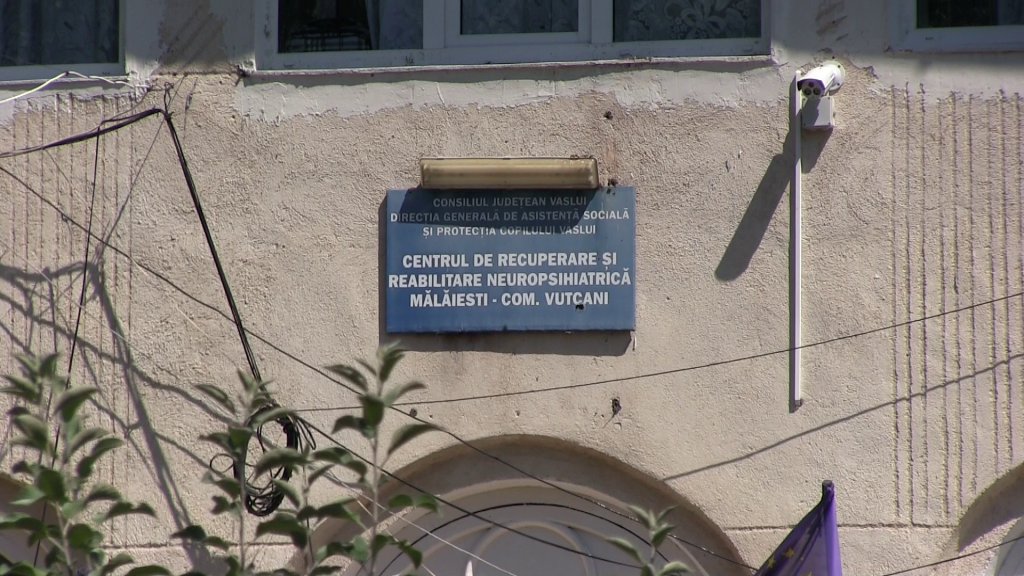 CONSILIUL JUDEȚEAN VASLUI
DIRECȚIA GENERALĂ DE ASISTENȚĂ SOCIALĂ
ȘI PROTECȚIA COPILULUI VASLUI
CENTRUL DE RECUPERARE ȘI
REABILITARE NEUROPSIHIATRICĂ
MĂLĂIESTI - COM. VUTCANI